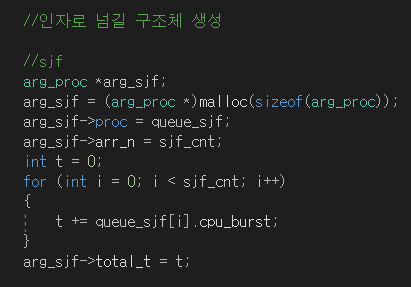 //인자로 넘길 구조체 생성
//sjf
arg_proc *arg_sjf;
arg_sjf = (arg_proc *)malloc(sizeof(arg_proc));
arg_sjf->proc = queue_sjf;
arg_sjf->arr_n = sjf_cnt;
int t = 0;
for (int i = 0; i < sjf_cnt; i++)
{
    t += queue_sjf[i].cpu_burst;
}
arg_sjf->total_t = t;